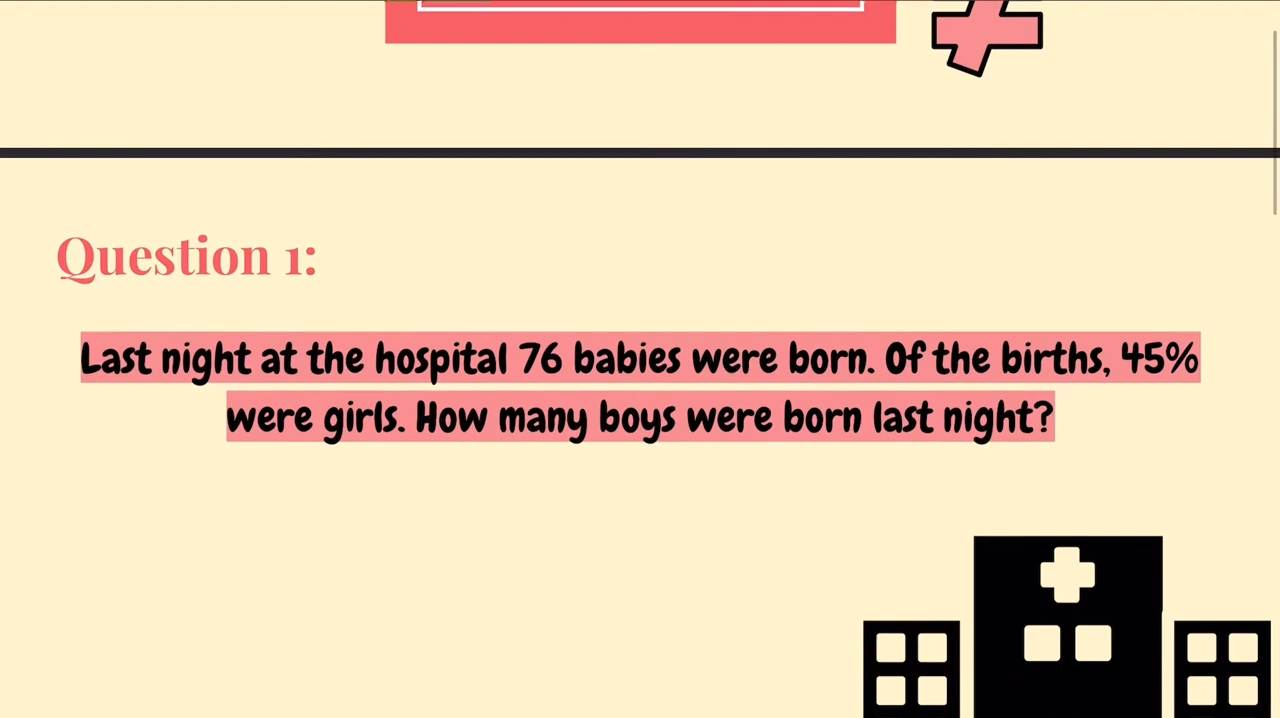 Question 1:
Last night at the hospital 76 babies were born. Of the births, 45%
were girls. How many boys were born last night?